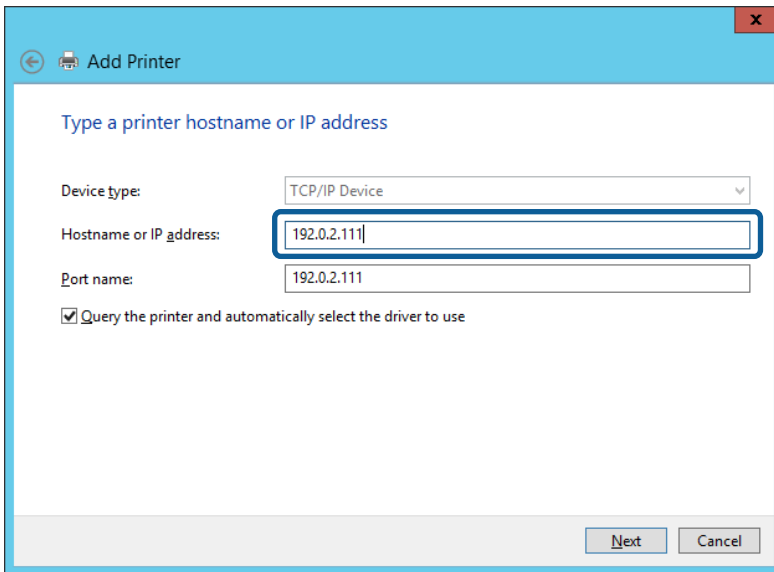 x
Add Printer
Type a printer hostname or IP address
Device type: TCP/IP Device
Hostname or IP address: 192.0.2.111
Port name: 192.0.2.111
Query the printer and automatically select the driver to use
Next Cancel